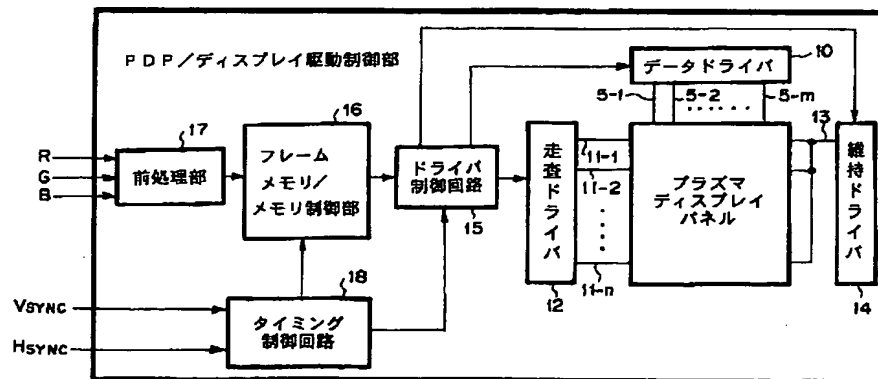 PDP/ディスプレイ駆動制御部
10
データドライバ
5-1
5-2
5-m
......
17
16
13
R
G
B
前処理部
フレーム
メモリ/
メモリ制御部
ドライバ
制御回路
15
走査ドライバ
12
11-1
11-2
11-n
プラズマ
ディスプレイ
パネル
維持ドライバ
14
18
VSYNC
HSYNC
タイミング
制御回路